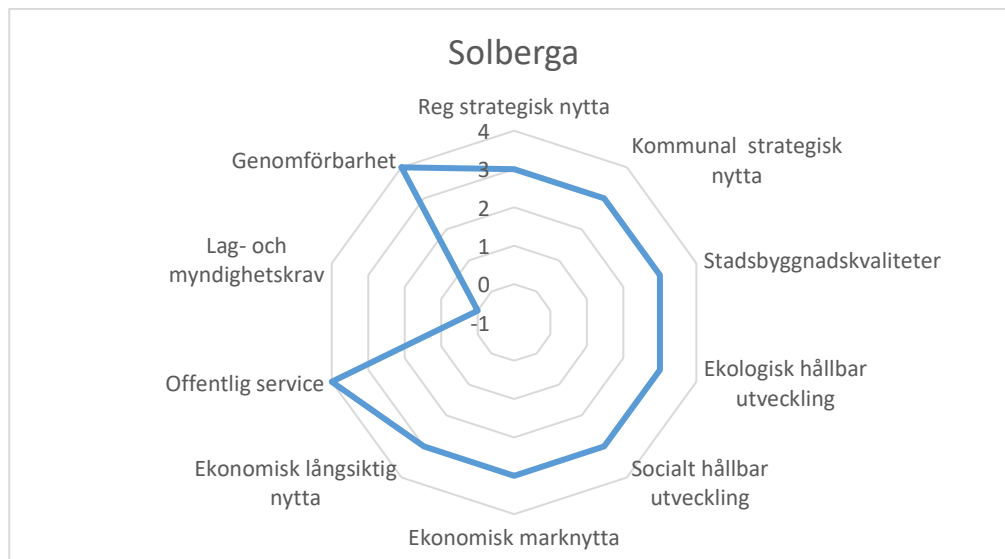 Solberga
Reg strategisk nytta
Kommunal strategisk
nytta
Stadsbyggnadskvaliteter
Ekologisk hållbar
utveckling
Socialt hållbar
utveckling
Ekonomisk marknytta
Ekonomisk långsiktig
nytta
Offentlig service
Lag- och
myndighetskrav
Genomförbarhet
4
3
2
1
0
-1